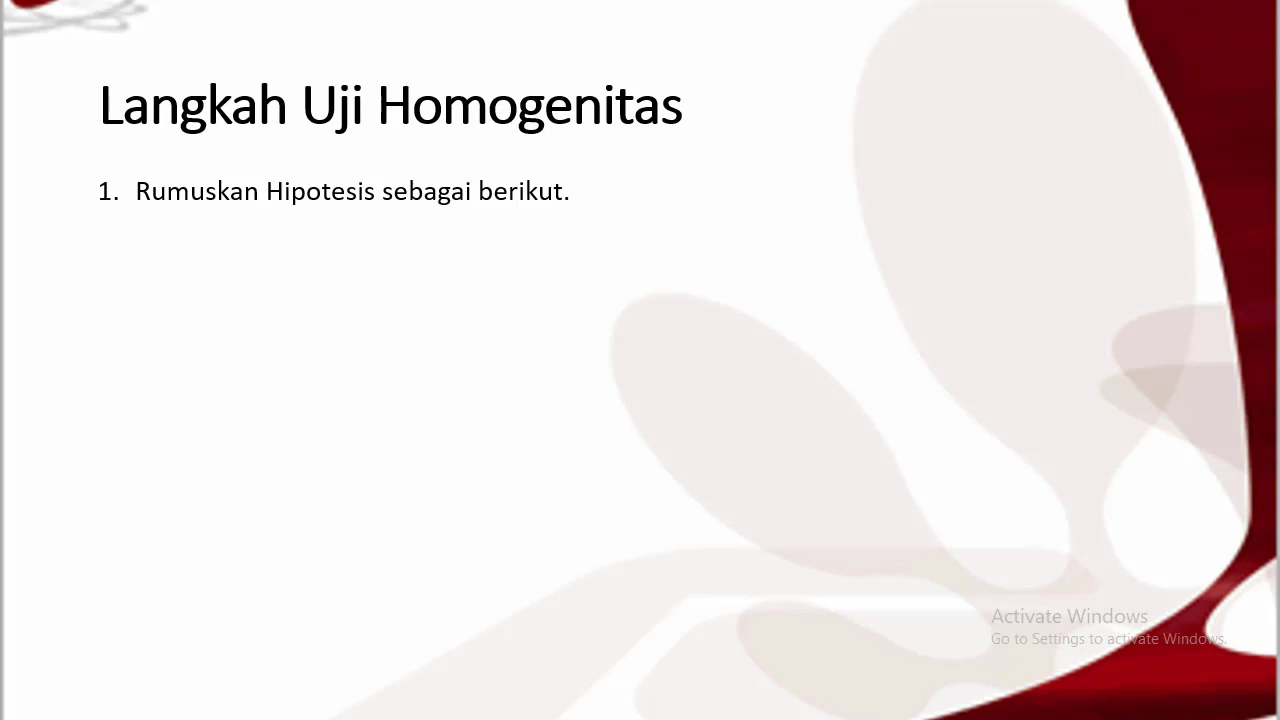 Langkah Uji Homogenitas
1. Rumuskan Hipotesis sebagai berikut.
Activate Windows
Go to Settings to activate Windows.